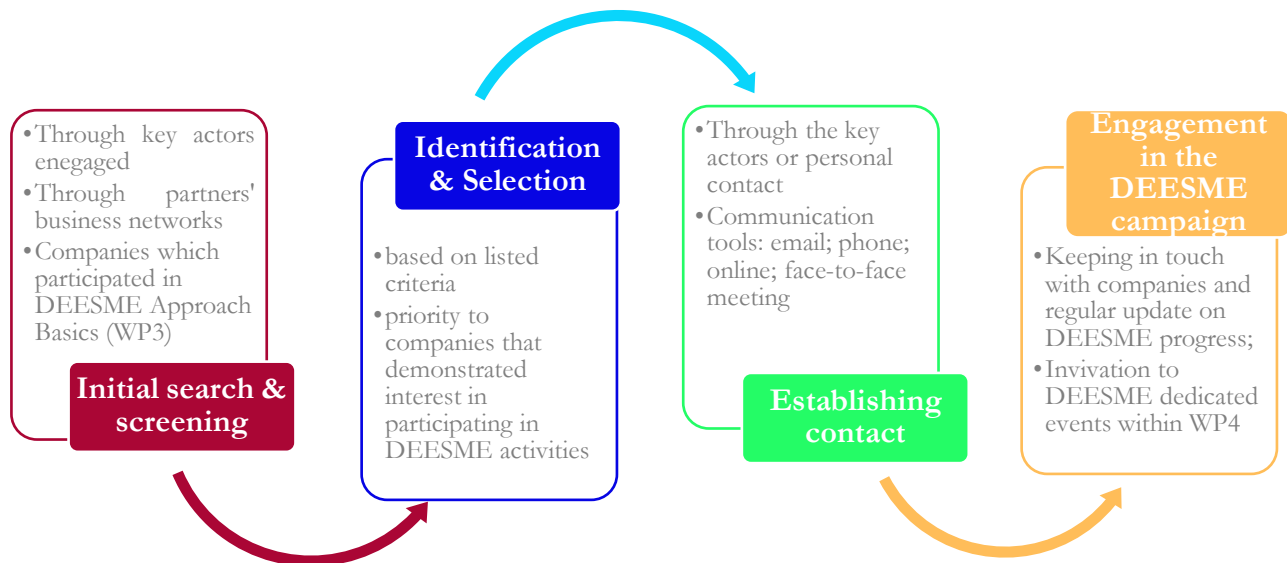 •Through key actors
enegaged
•Through partners'
business networks
•Companies which
participated in
DEESME Approach
Basics (WP3)
Initial search &
screening
Identification
& Selection
•based on listed
criteria
•priority to
companies that
demonstrated
interest in
participating in
DEESME activities
•Through the key
actors or personal
contact
•Communication
tools: email; phone;
online; face-to-face
meeting
Establishing
contact
Engagement
in the
DEESME
campaign
•Keeping in touch
with companies and
regular update on
DEESME progress;
•Invivation to
DEESME dedicated
events within WP4